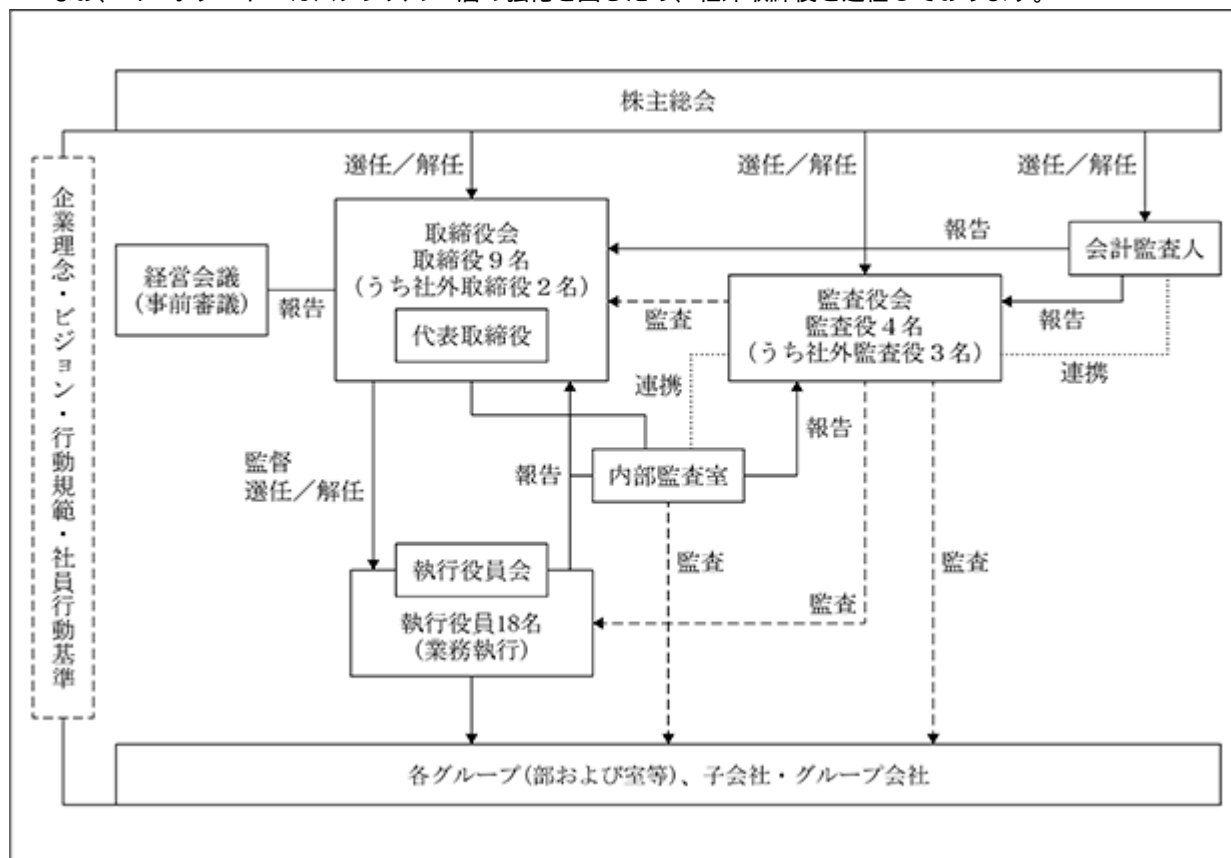 株主総会
選任／解任
選任／解任
選任／解任
企業理念・ビジョン・行動規範・社員行動基準
取締役会
取締役9名
(うち社外取締役2名)
代表取締役
報告
会計監査人
経営会議
(事前審議)
報告
監査
監査役会
監査役4名
(うち社外監査役3名)
報告
連携
連携
報告
監督
選任／解任
報告
内部監査室
執行役員会
執行役員18名
(業務執行)
監査
監査
監査
各グループ(部および室等)、子会社・グループ会社